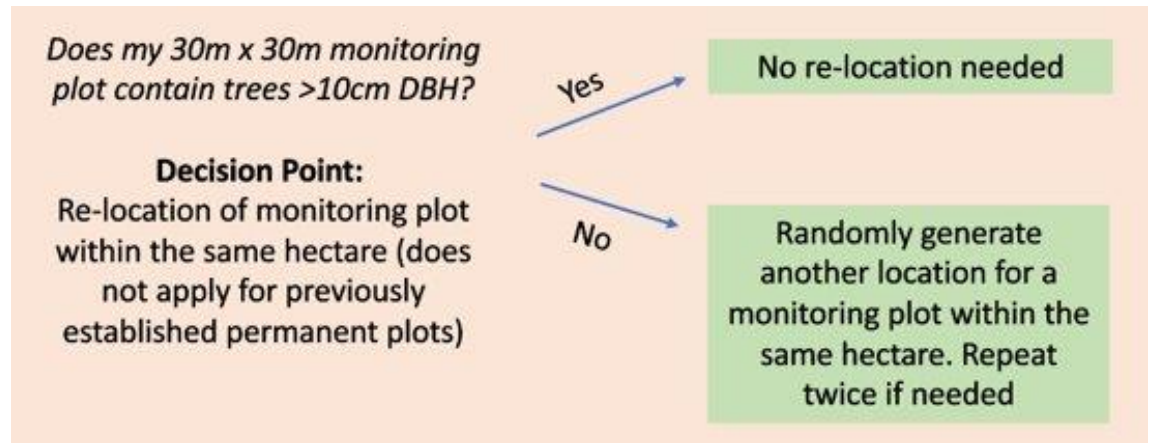 Does my 30m x 30m monitoring
plot contain trees >10cm DBH?
Decision Point:
Re-location of monitoring plot
within the same hectare (does
not apply for previously
established permanent plots)
Yes
No re-location needed
No
Randomly generate
another location for a
monitoring plot within the
same hectare. Repeat
twice if needed